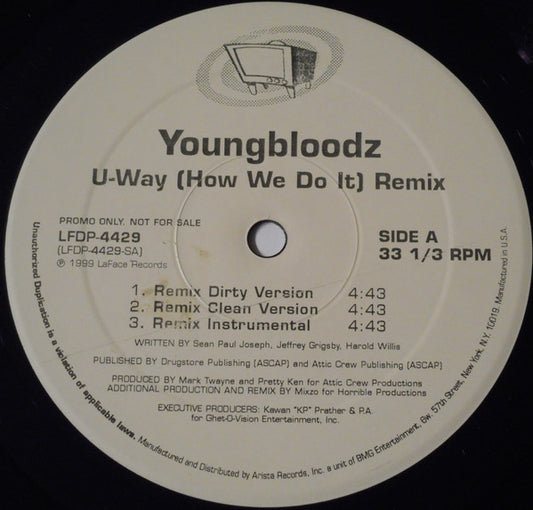 Youngbloodz
U-Way (How We Do It) Remix
PROMO ONLY. NOT FOR SALE
LFDP-4429
(LFDP-4429-SA)
℗ 1999 LaFace Records
SIDE A
33 1/3 RPM
1. Remix Dirty Version 4:43
2. Remix Clean Version 4:43
3. Remix Instrumental 4:43
WRITTEN BY: Sean Paul Joseph, Jeffrey Grigsby, Harold Willis
PUBLISHED BY Drugstore Publishing (ASCAP) and Attic Crew Publishing (ASCAP)
PRODUCED BY Mark Twayne and Pretty Ken for Attic Crew Productions
ADDITIONAL PRODUCTION AND REMIX BY Mixzo for Horrible Productions
EXECUTIVE PRODUCERS: Kawan "KP" Prather & P.A.
for Ghet-O-Vision Entertainment, Inc.
Unauthorized Duplication is a violation of applicable laws. Manufactured and Distributed by Arista Records, Inc. a unit of BMG Entertainment, 6w. 57th Street, New York, N.Y. 10019. Manufactured in U.S.A.